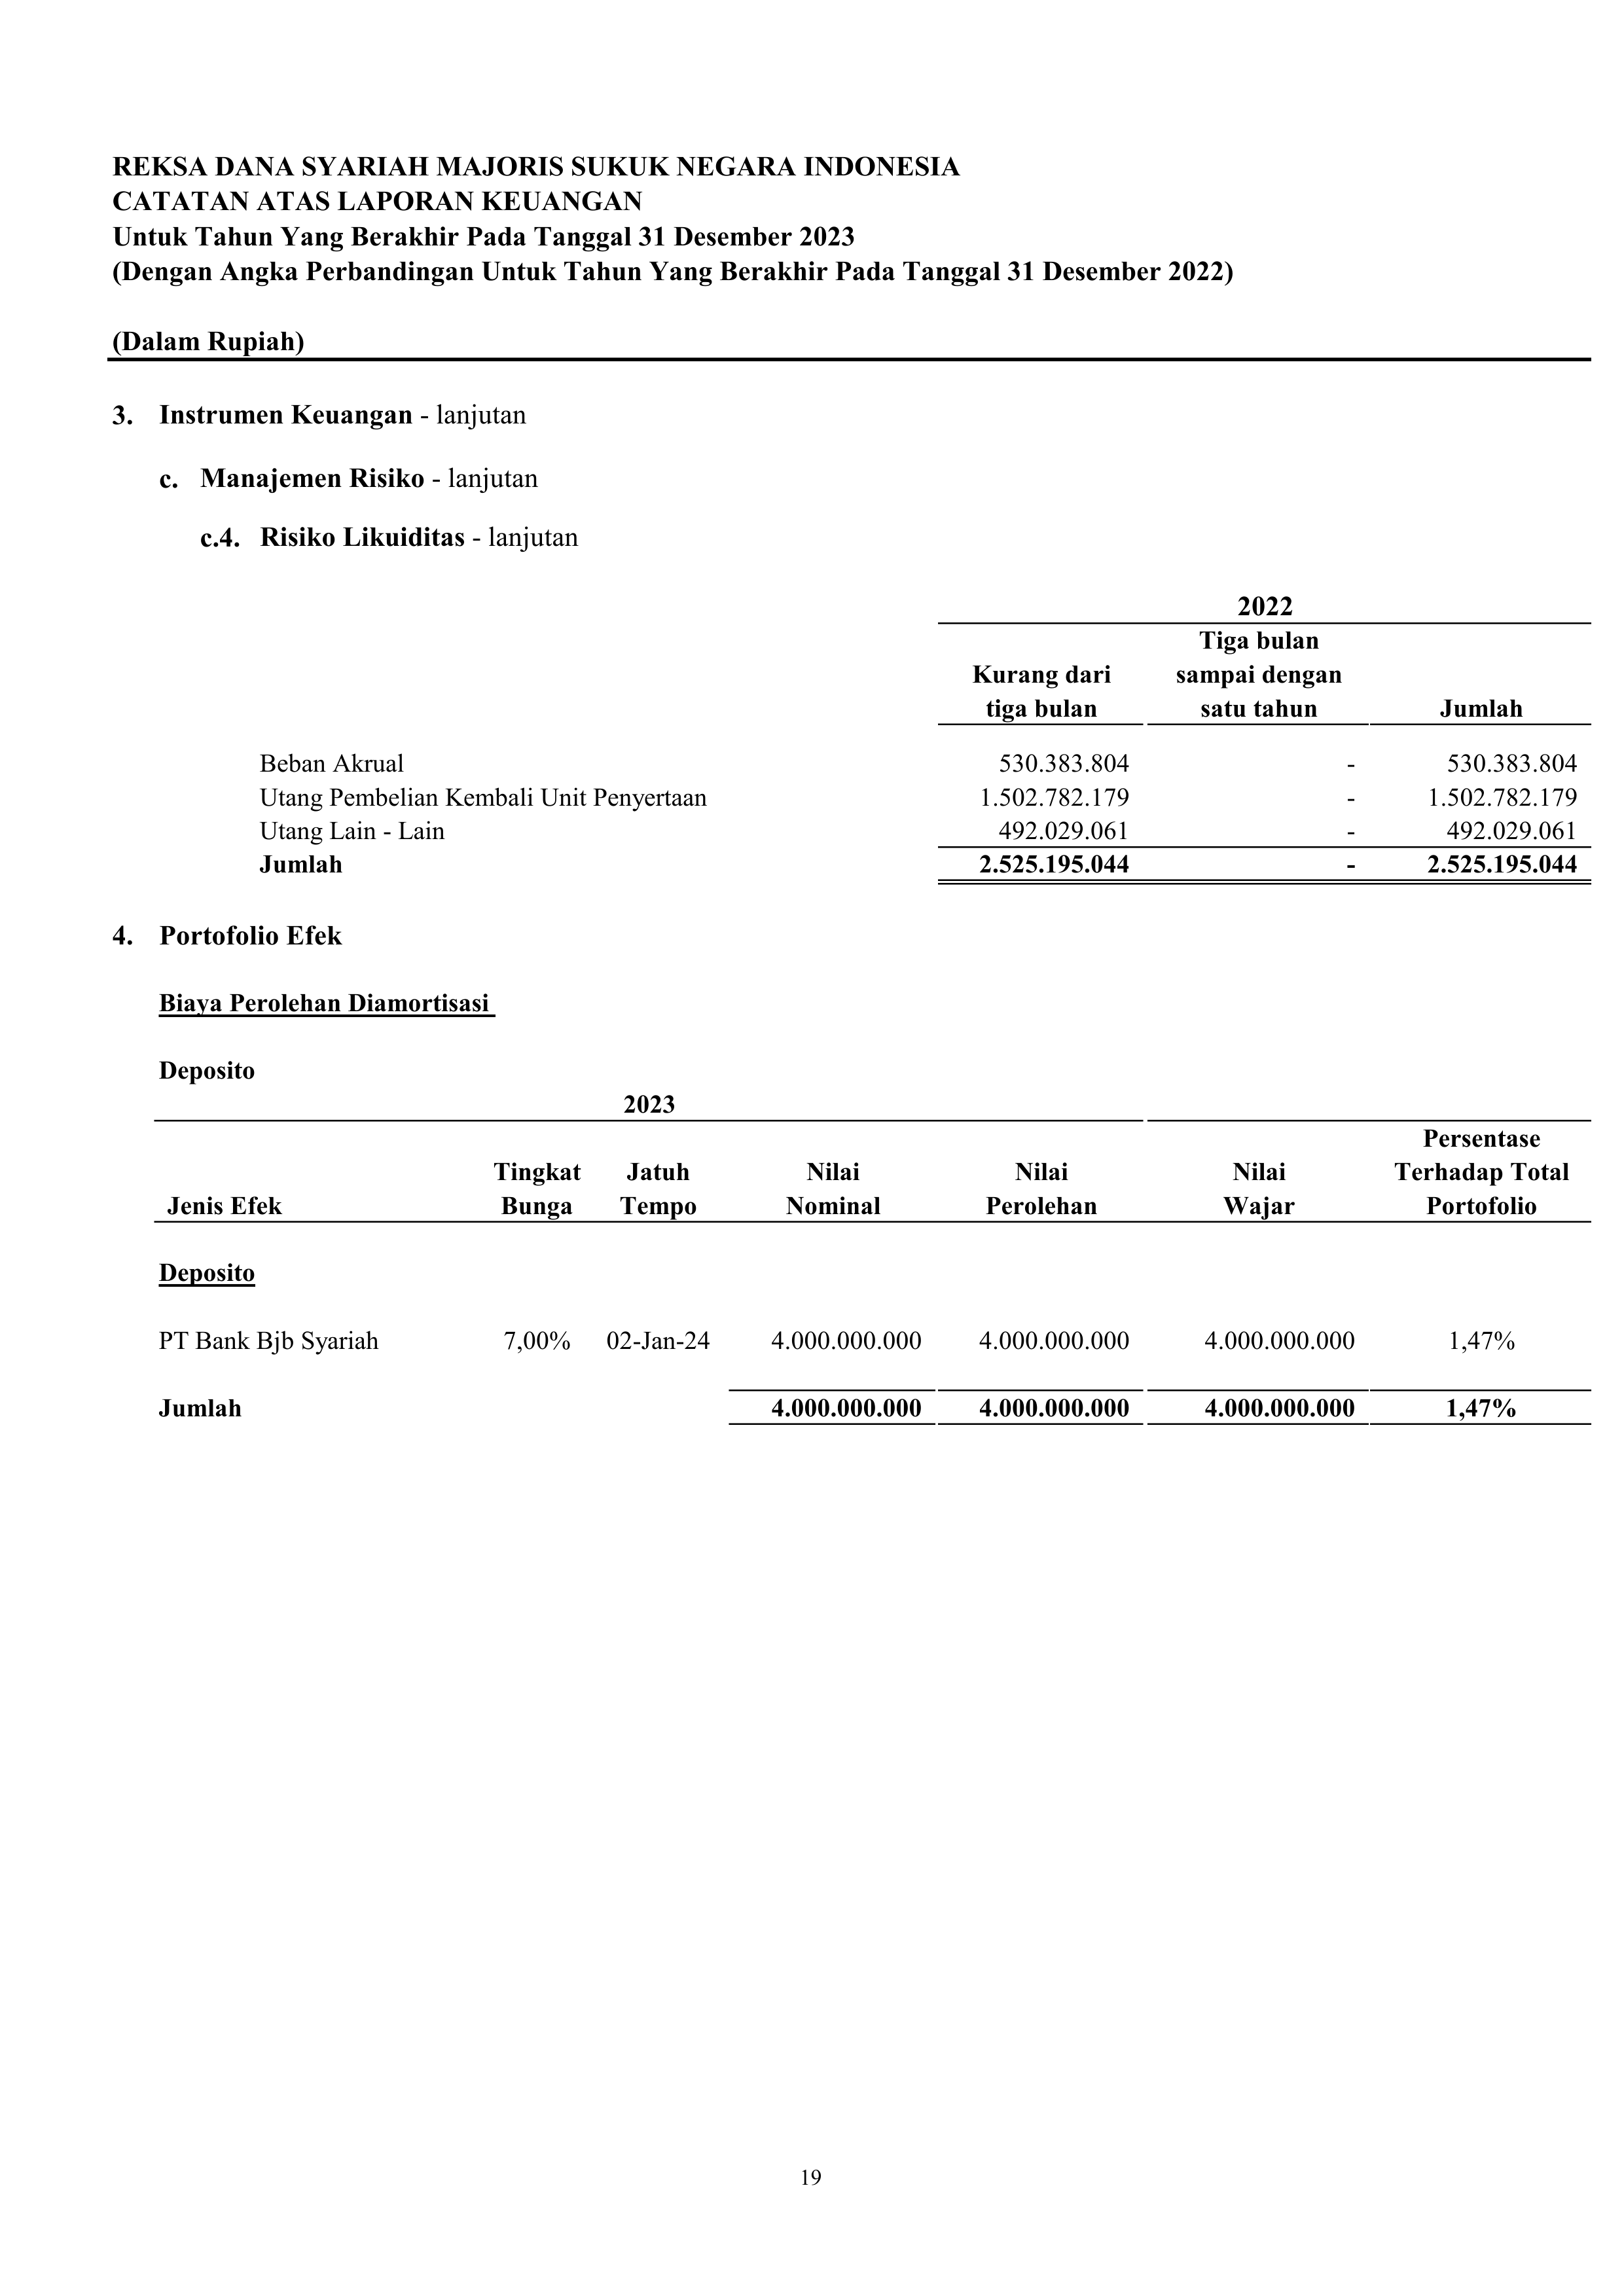 REKSA DANA SYARIAH MAJORIS SUKUK NEGARA INDONESIA
CATATAN ATAS LAPORAN KEUANGAN
Untuk Tahun Yang Berakhir Pada Tanggal 31 Desember 2023
(Dengan Angka Perbandingan Untuk Tahun Yang Berakhir Pada Tanggal 31 Desember 2022)
(Dalam Rupiah)
3. Instrumen Keuangan - lanjutan
c. Manajemen Risiko - lanjutan
c.4. Risiko Likuiditas - lanjutan
2022
Tiga bulan
Kurang dari sampai dengan
tiga bulan satu tahun Jumlah
Beban Akrual 530.383.804 - 530.383.804
Utang Pembelian Kembali Unit Penyertaan 1.502.782.179 - 1.502.782.179
Utang Lain - Lain 492.029.061 - 492.029.061
Jumlah 2.525.195.044 - 2.525.195.044
4. Portofolio Efek
Biaya Perolehan Diamortisasi
Deposito
2023
Persentase
Tingkat Jatuh Nilai Nilai Nilai Terhadap Total
Jenis Efek Bunga Tempo Nominal Perolehan Wajar Portofolio
Deposito
PT Bank Bjb Syariah 7,00% 02-Jan-24 4.000.000.000 4.000.000.000 4.000.000.000 1,47%
Jumlah 4.000.000.000 4.000.000.000 4.000.000.000 1,47%
19